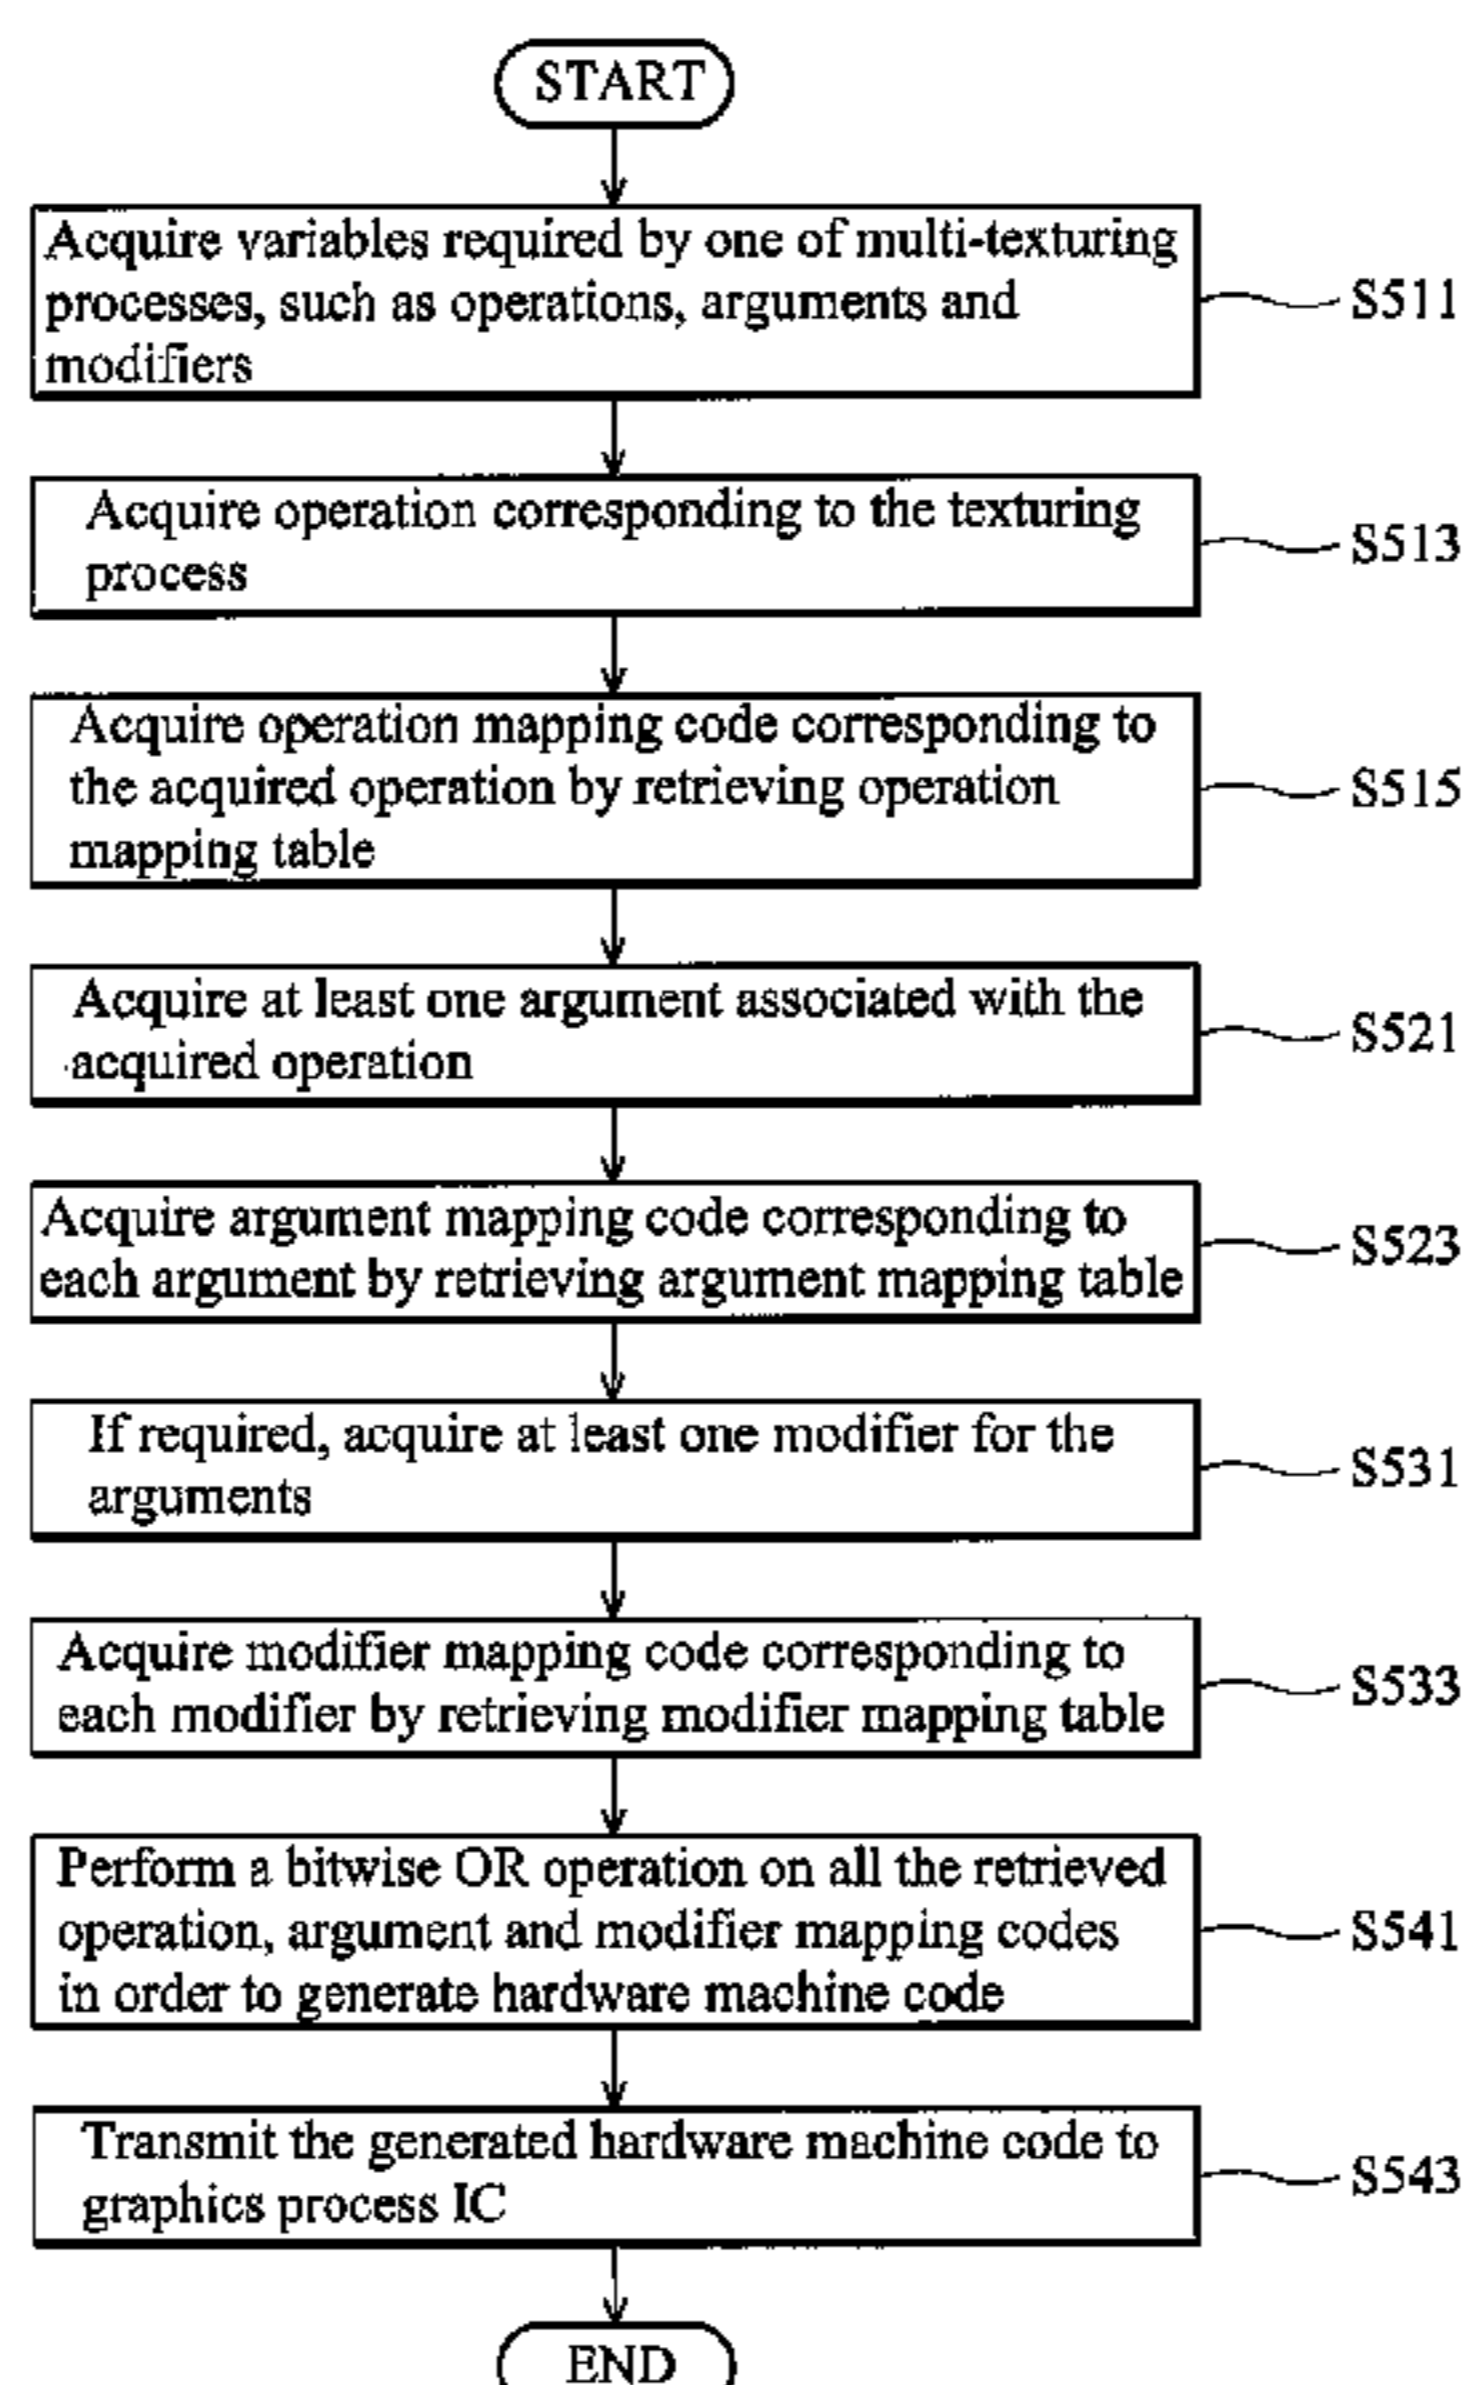 START
Acquire variables required by one of multi-texturing
processes, such as operations, arguments and
modifiers
S511
Acquire operation corresponding to the texturing
process
S513
Acquire operation mapping code corresponding to
the acquired operation by retrieving operation
mapping table
S515
Acquire at least one argument associated with the
acquired operation
S521
Acquire argument mapping code corresponding to
each argument by retrieving argument mapping table
S523
If required, acquire at least one modifier for the
arguments
S531
Acquire modifier mapping code corresponding to
each modifier by retrieving modifier mapping table
S533
Perform a bitwise OR operation on all the retrieved
operation, argument and modifier mapping codes
in order to generate hardware machine code
S541
Transmit the generated hardware machine code to
graphics process IC
S543
END